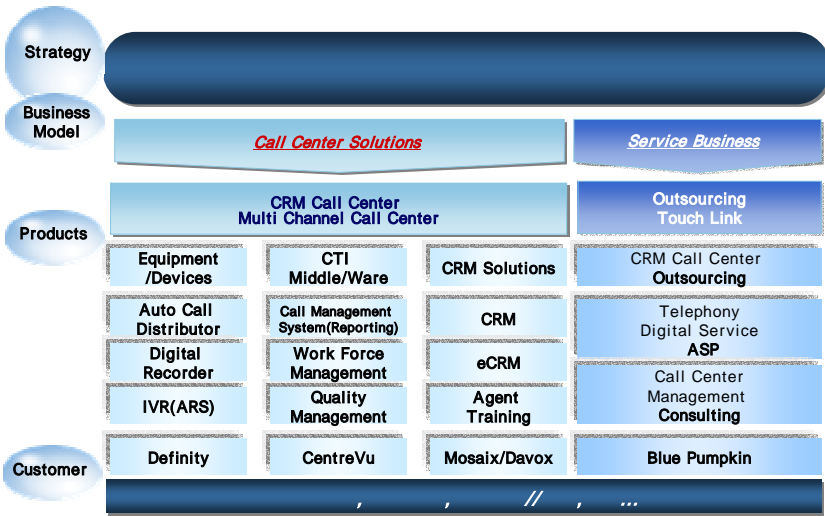 Strategy
Business
Model
Call Center Solutions
Service Business
Products
CRM Call Center
Multi Channel Call Center
Outsourcing
Touch Link
Equipment
/Devices
CTI
Middle/Ware
CRM Solutions
CRM Call Center
Outsourcing
Auto Call
Distributor
Call Management
System(Reporting)
CRM
Telephony
Digital Service
ASP
Digital
Recorder
Work Force
Management
eCRM
IVR(ARS)
Quality
Management
Agent
Training
Call Center
Management
Consulting
Customer
Definity
CentreVu
Mosaix/Davox
Blue Pumpkin
, , // , ...